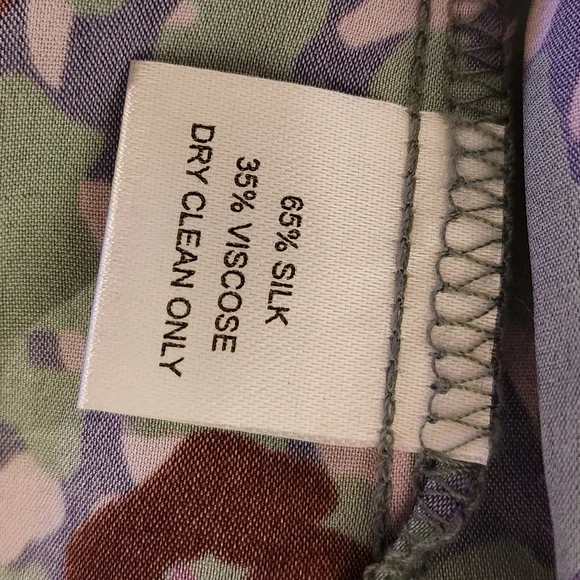 65% SILK
35% VISCOSE
DRY CLEAN ONLY